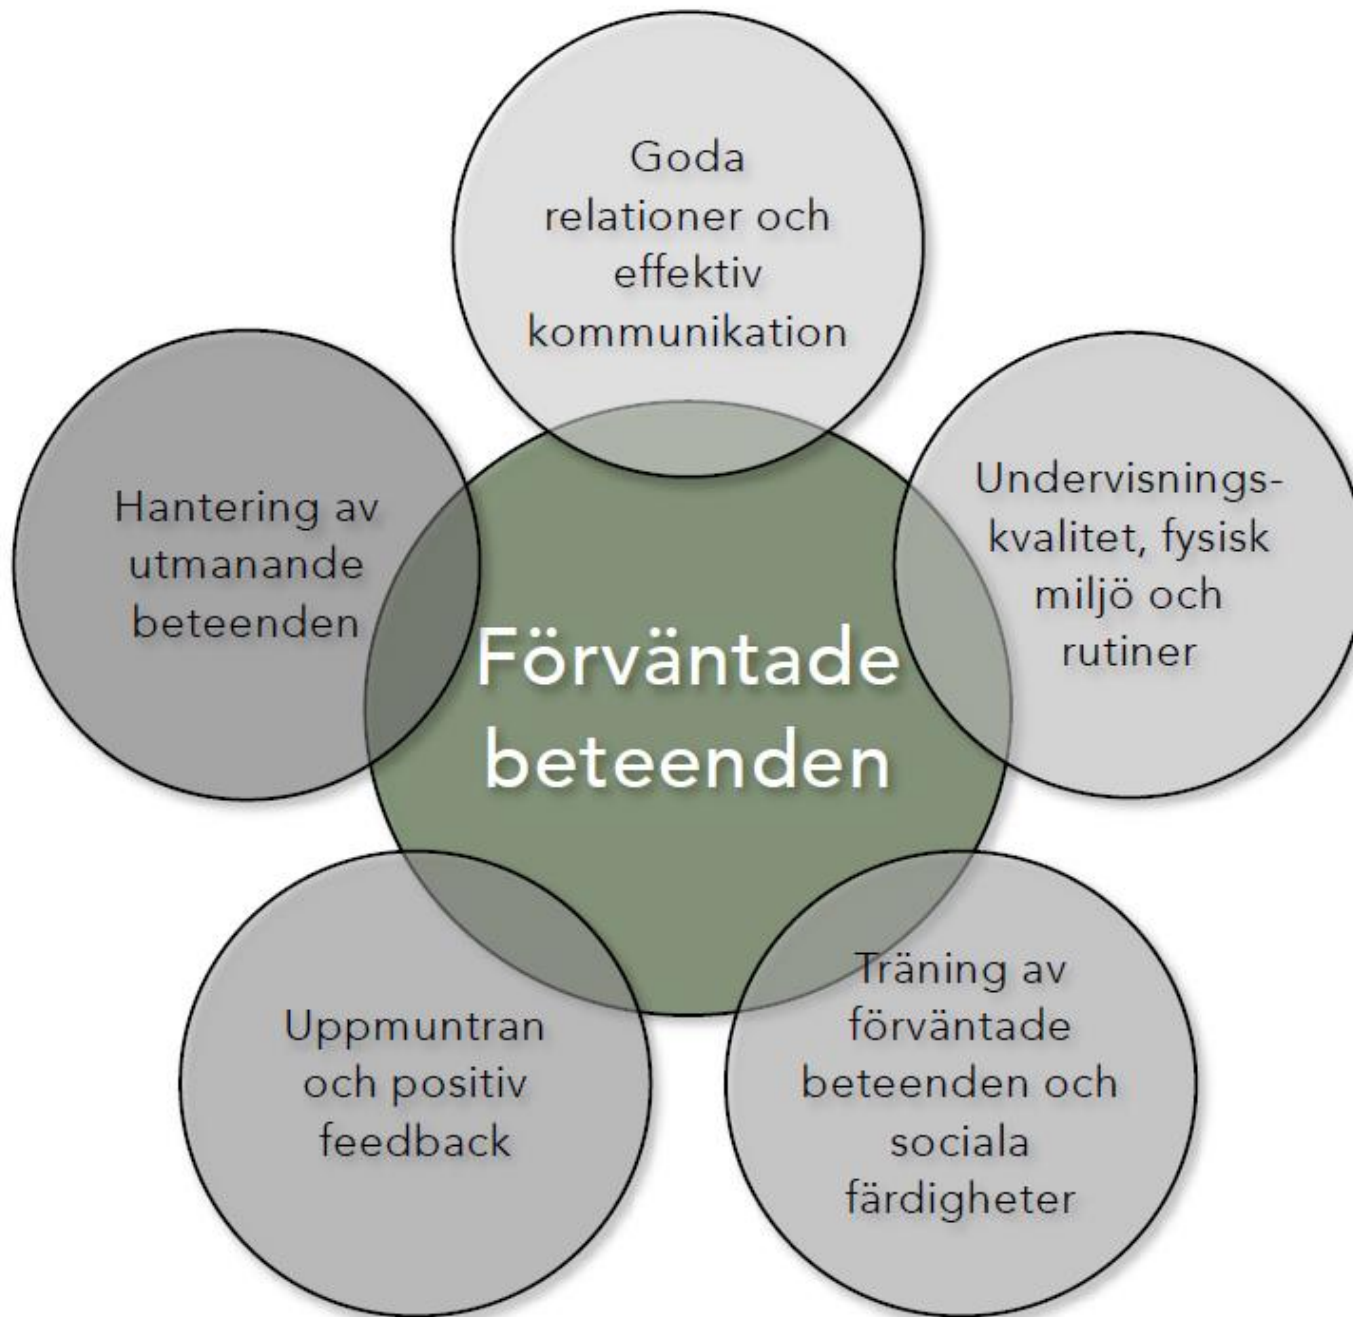 Goda
relationer och
effektiv
kommunikation
Undervisnings-
kvalitet, fysisk
miljö och
rutiner
Träning av
förväntade
beteenden och
sociala
färdigheter
Uppmuntran
och positiv
feedback
Hantering av
utmanande
beteenden
Förväntade
beteenden